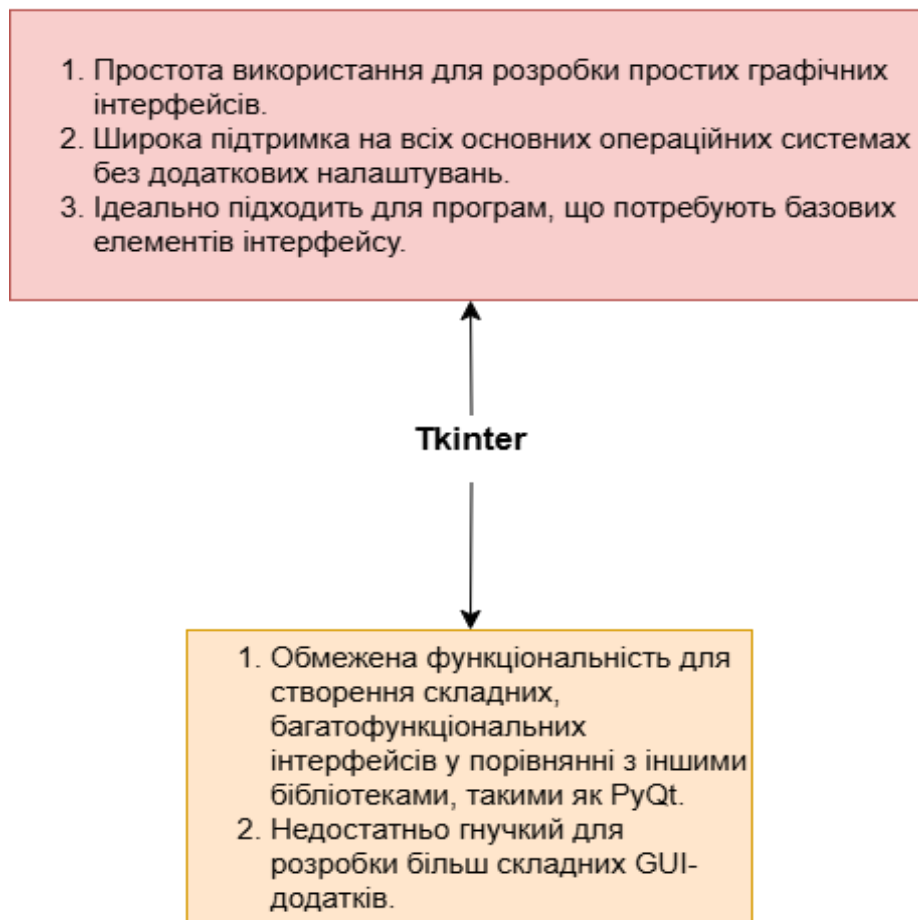 1. Простота використання для розробки простих графічних
інтерфейсів.
2. Широка підтримка на всіх основних операційних системах
без додаткових налаштувань.
3. Ідеально підходить для програм, що потребують базових
елементів інтерфейсу.
Tkinter
1. Обмежена функціональність для
створення складних,
багатофункціональних
інтерфейсів у порівнянні з іншими
бібліотеками, такими як PyQt.
2. Недостатньо гнучкий для
розробки більш складних GUI-
додатків.